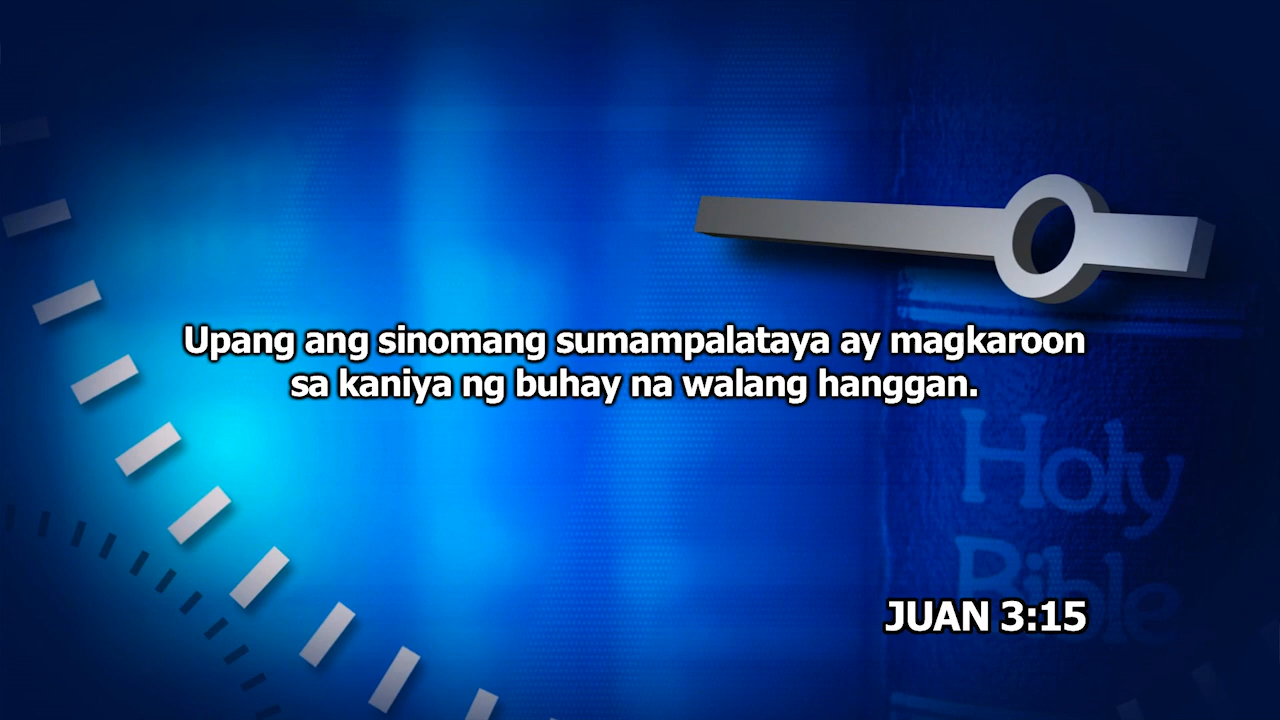 Upang ang sinomang sumampalataya ay magkaroon
sa kaniya ng buhay na walang hanggan.
Holy
Bible
JUAN 3:15